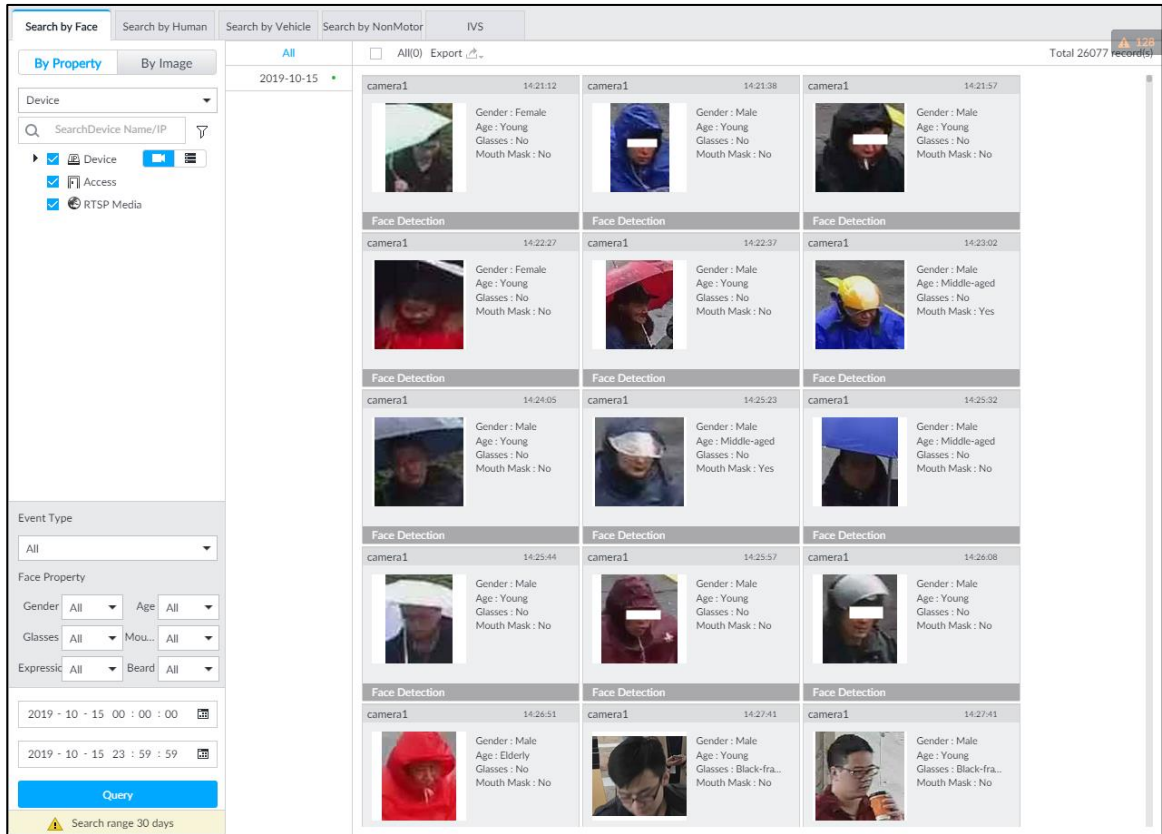 Search by Face
Search by Human
Search by Vehicle
Search by NonMotor
IVS
By Property
By Image
Device
SearchDevice Name/IP
Device
Access
RTSP Media
Event Type
All
Face Property
Gender All Age All
Glasses All Mou... All
Expressic All Beard All
2019 - 10 - 15 00 : 00 : 00
2019 - 10 - 15 23 : 59 : 59
Query
Search range 30 days
All
2019-10-15
All(0) Export
Total 26077 record(s)
128
camera1 14:21:12
Gender : Female
Age : Young
Glasses : No
Mouth Mask : No
Face Detection
camera1 14:21:38
Gender : Male
Age : Young
Glasses : No
Mouth Mask : No
Face Detection
camera1 14:21:57
Gender : Male
Age : Young
Glasses : No
Mouth Mask : No
Face Detection
camera1 14:22:27
Gender : Female
Age : Young
Glasses : No
Mouth Mask : No
Face Detection
camera1 14:22:37
Gender : Male
Age : Young
Glasses : No
Mouth Mask : No
Face Detection
camera1 14:23:02
Gender : Male
Age : Middle-aged
Glasses : No
Mouth Mask : Yes
Face Detection
camera1 14:24:05
Gender : Male
Age : Young
Glasses : No
Mouth Mask : No
Face Detection
camera1 14:25:23
Gender : Male
Age : Middle-aged
Glasses : No
Mouth Mask : Yes
Face Detection
camera1 14:25:32
Gender : Male
Age : Middle-aged
Glasses : No
Mouth Mask : No
Face Detection
camera1 14:25:44
Gender : Male
Age : Young
Glasses : No
Mouth Mask : No
Face Detection
camera1 14:25:57
Gender : Male
Age : Young
Glasses : No
Mouth Mask : No
Face Detection
camera1 14:26:08
Gender : Male
Age : Young
Glasses : No
Mouth Mask : No
Face Detection
camera1 14:26:51
Gender : Male
Age : Elderly
Glasses : No
Mouth Mask : No
camera1 14:27:41
Gender : Male
Age : Young
Glasses : Black-fra...
Mouth Mask : No
camera1 14:27:41
Gender : Male
Age : Young
Glasses : Black-fra...
Mouth Mask : No